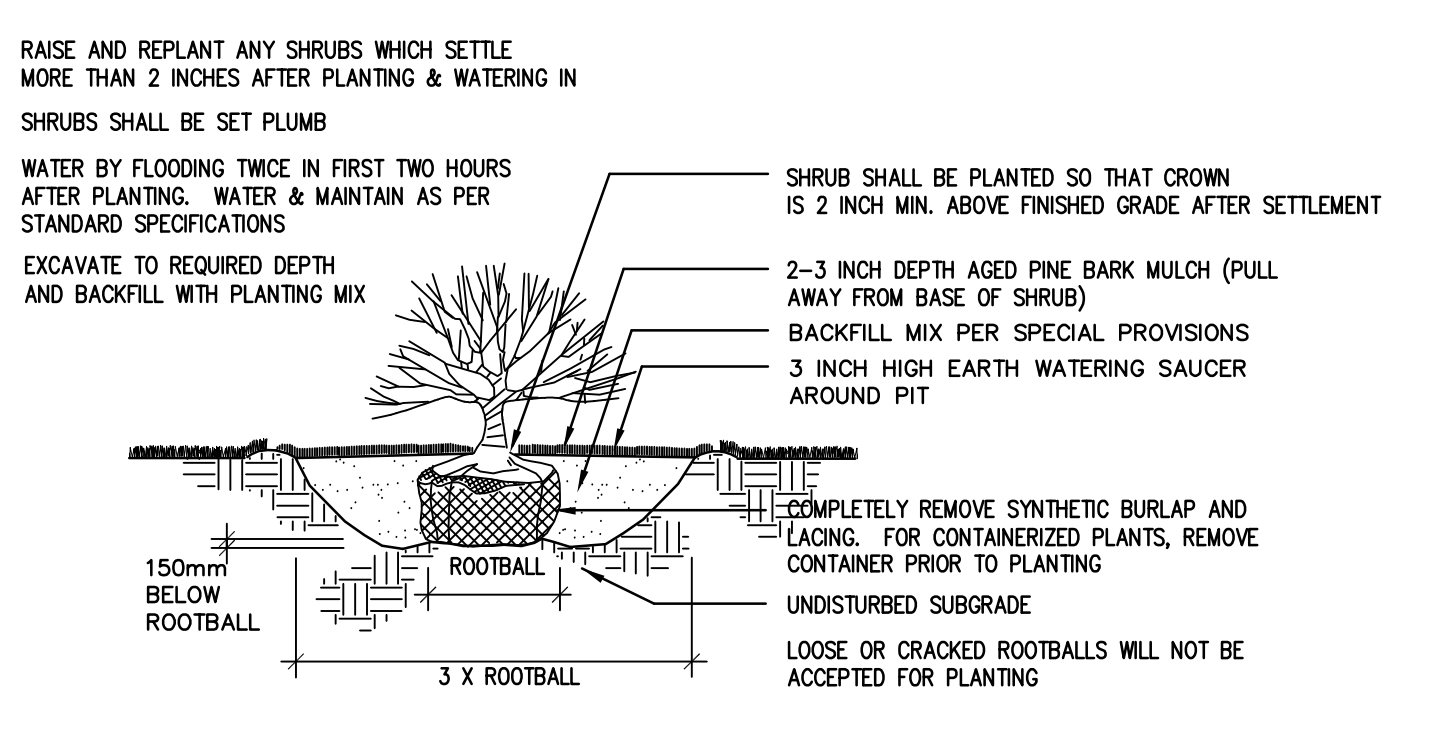 RAISE AND REPLANT ANY SHRUBS WHICH SETTLE
MORE THAN 2 INCHES AFTER PLANTING & WATERING IN
SHRUBS SHALL BE SET PLUMB
WATER BY FLOODING TWICE IN FIRST TWO HOURS
AFTER PLANTING. WATER & MAINTAIN AS PER
STANDARD SPECIFICATIONS
EXCAVATE TO REQUIRED DEPTH
AND BACKFILL WITH PLANTING MIX
SHRUB SHALL BE PLANTED SO THAT CROWN
IS 2 INCH MIN. ABOVE FINISHED GRADE AFTER SETTLEMENT
2-3 INCH DEPTH AGED PINE BARK MULCH (PULL
AWAY FROM BASE OF SHRUB)
BACKFILL MIX PER SPECIAL PROVISIONS
3 INCH HIGH EARTH WATERING SAUCER
AROUND PIT
COMPLETELY REMOVE SYNTHETIC BURLAP AND
LACING. FOR CONTAINERIZED PLANTS, REMOVE
CONTAINER PRIOR TO PLANTING
UNDISTURBED SUBGRADE
LOOSE OR CRACKED ROOTBALLS WILL NOT BE
ACCEPTED FOR PLANTING
150mm
BELOW
ROOTBALL
ROOTBALL
3 X ROOTBALL